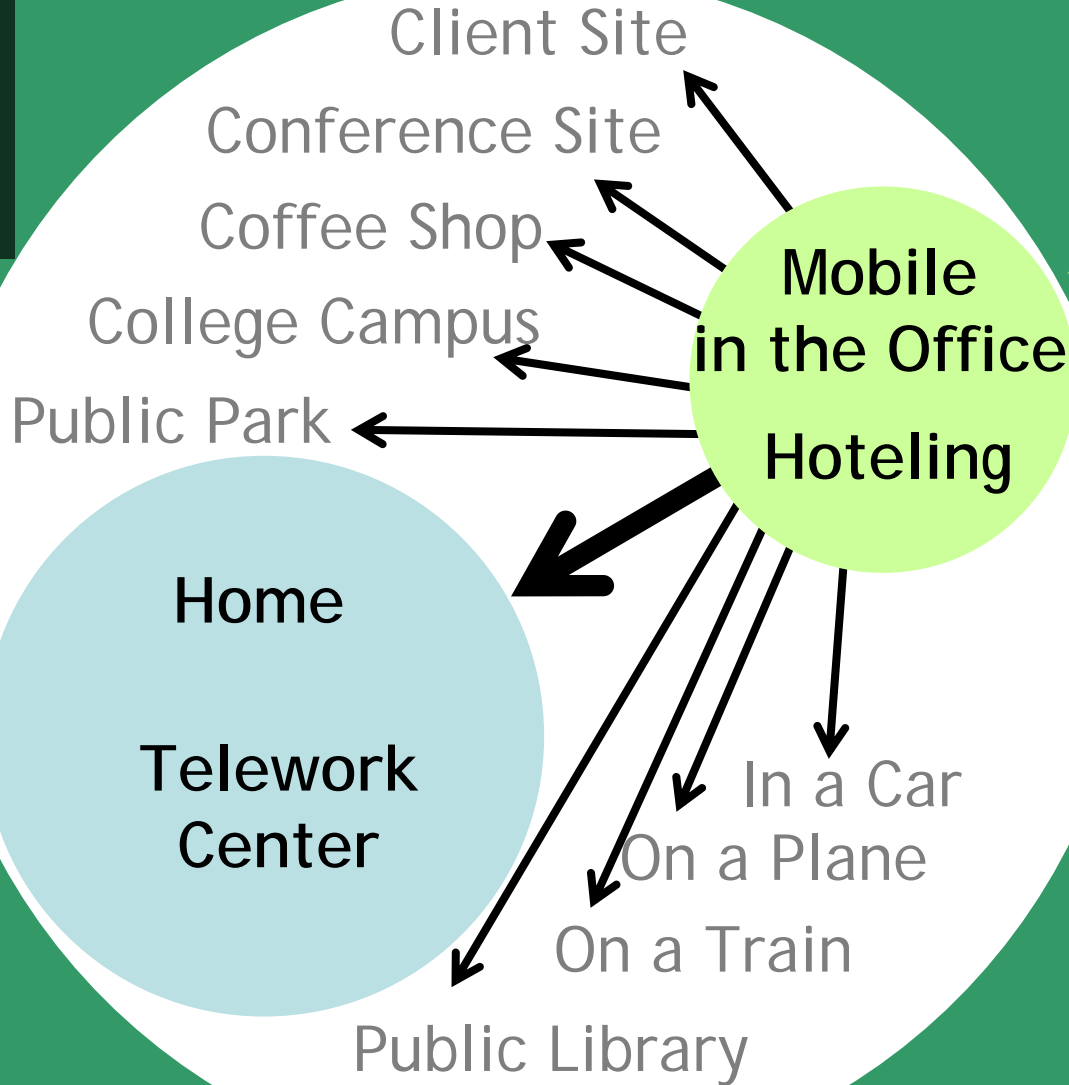 Client Site
Conference Site
Coffee Shop
College Campus
Public Park
Mobile
in the Office
Hoteling
Home
Telework
Center
In a Car
On a Plane
On a Train
Public Library